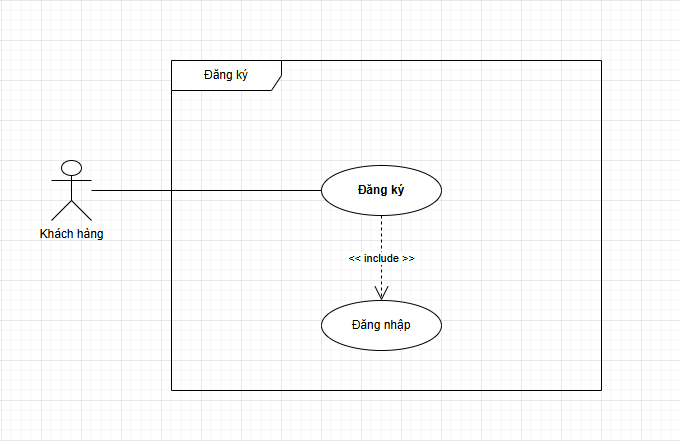 Đăng ký
Đăng ký
Khách hàng
<< include >>
Đăng nhập